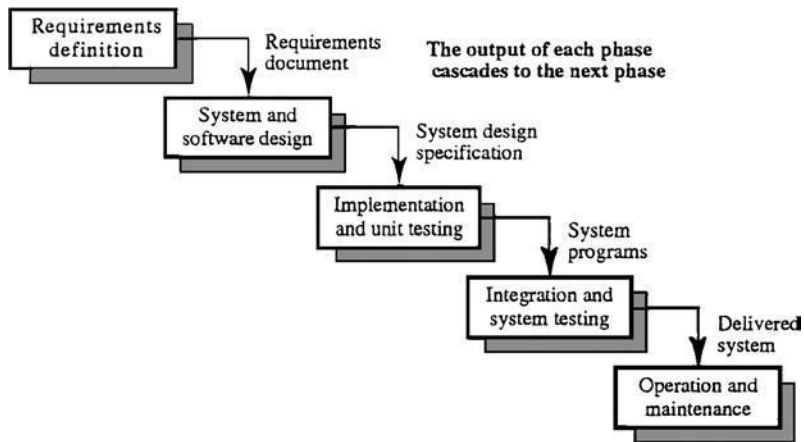 Requirements
definition
Requirements
document
The output of each phase
cascades to the next phase
System and
software design
System design
specification
Implementation
and unit testing
System
programs
Integration and
system testing
Delivered
system
Operation and
maintenance